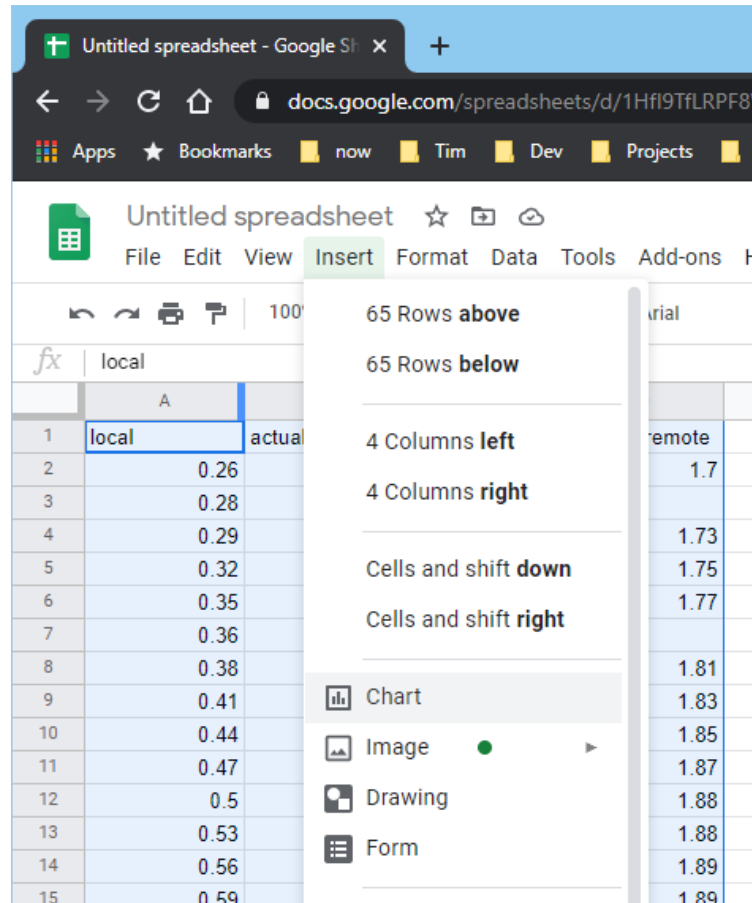 Untitled spreadsheet - Google Sh
docs.google.com/spreadsheets/d/1HfI9TfLRPF8
Apps Bookmarks now Tim Dev Projects
Untitled spreadsheet
File Edit View Insert Format Data Tools Add-ons H
100% 65 Rows above Arial
fx local 65 Rows below
A
1 local actual 4 Columns left remote
2 0.26 1.7
3 0.28 4 Columns right
4 0.29 1.73
5 0.32 Cells and shift down 1.75
6 0.35 Cells and shift right 1.77
7 0.36
8 0.38 1.81
9 0.41 Chart 1.83
10 0.44 Image 1.85
11 0.47 1.87
12 0.5 Drawing 1.88
13 0.53 Form 1.88
14 0.56 1.89
15 0.59 1.89